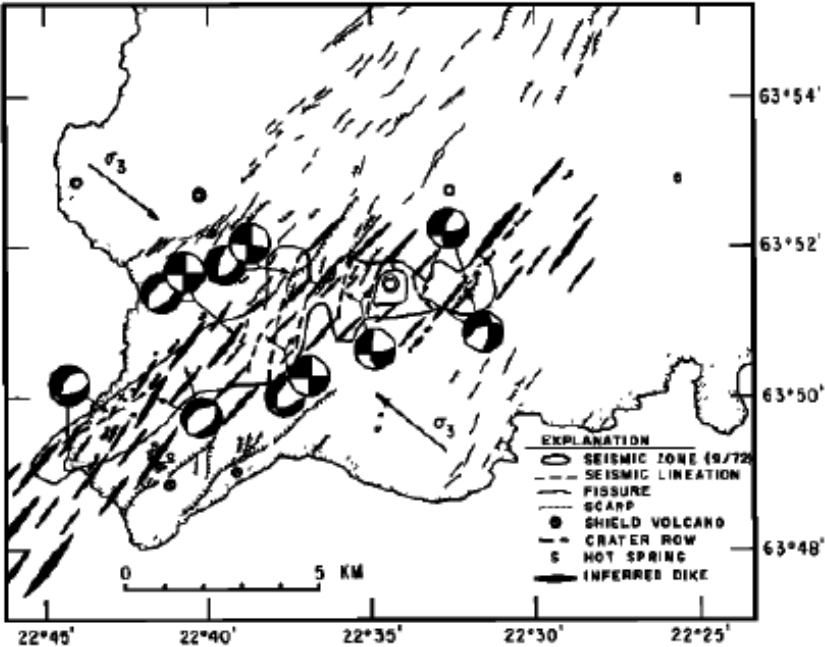 63°54'
σ3
63°52'
63°50'
σ3
EXPLANATION
SEISMIC ZONE (9/72)
SEISMIC LINEATION
FISSURE
SCARP
SHIELD VOLCANO
CRATER ROW
S HOT SPRING
INFERRED DIKE
63°48'
0 5 KM
22°45' 22°40' 22°35' 22°30' 22°25'